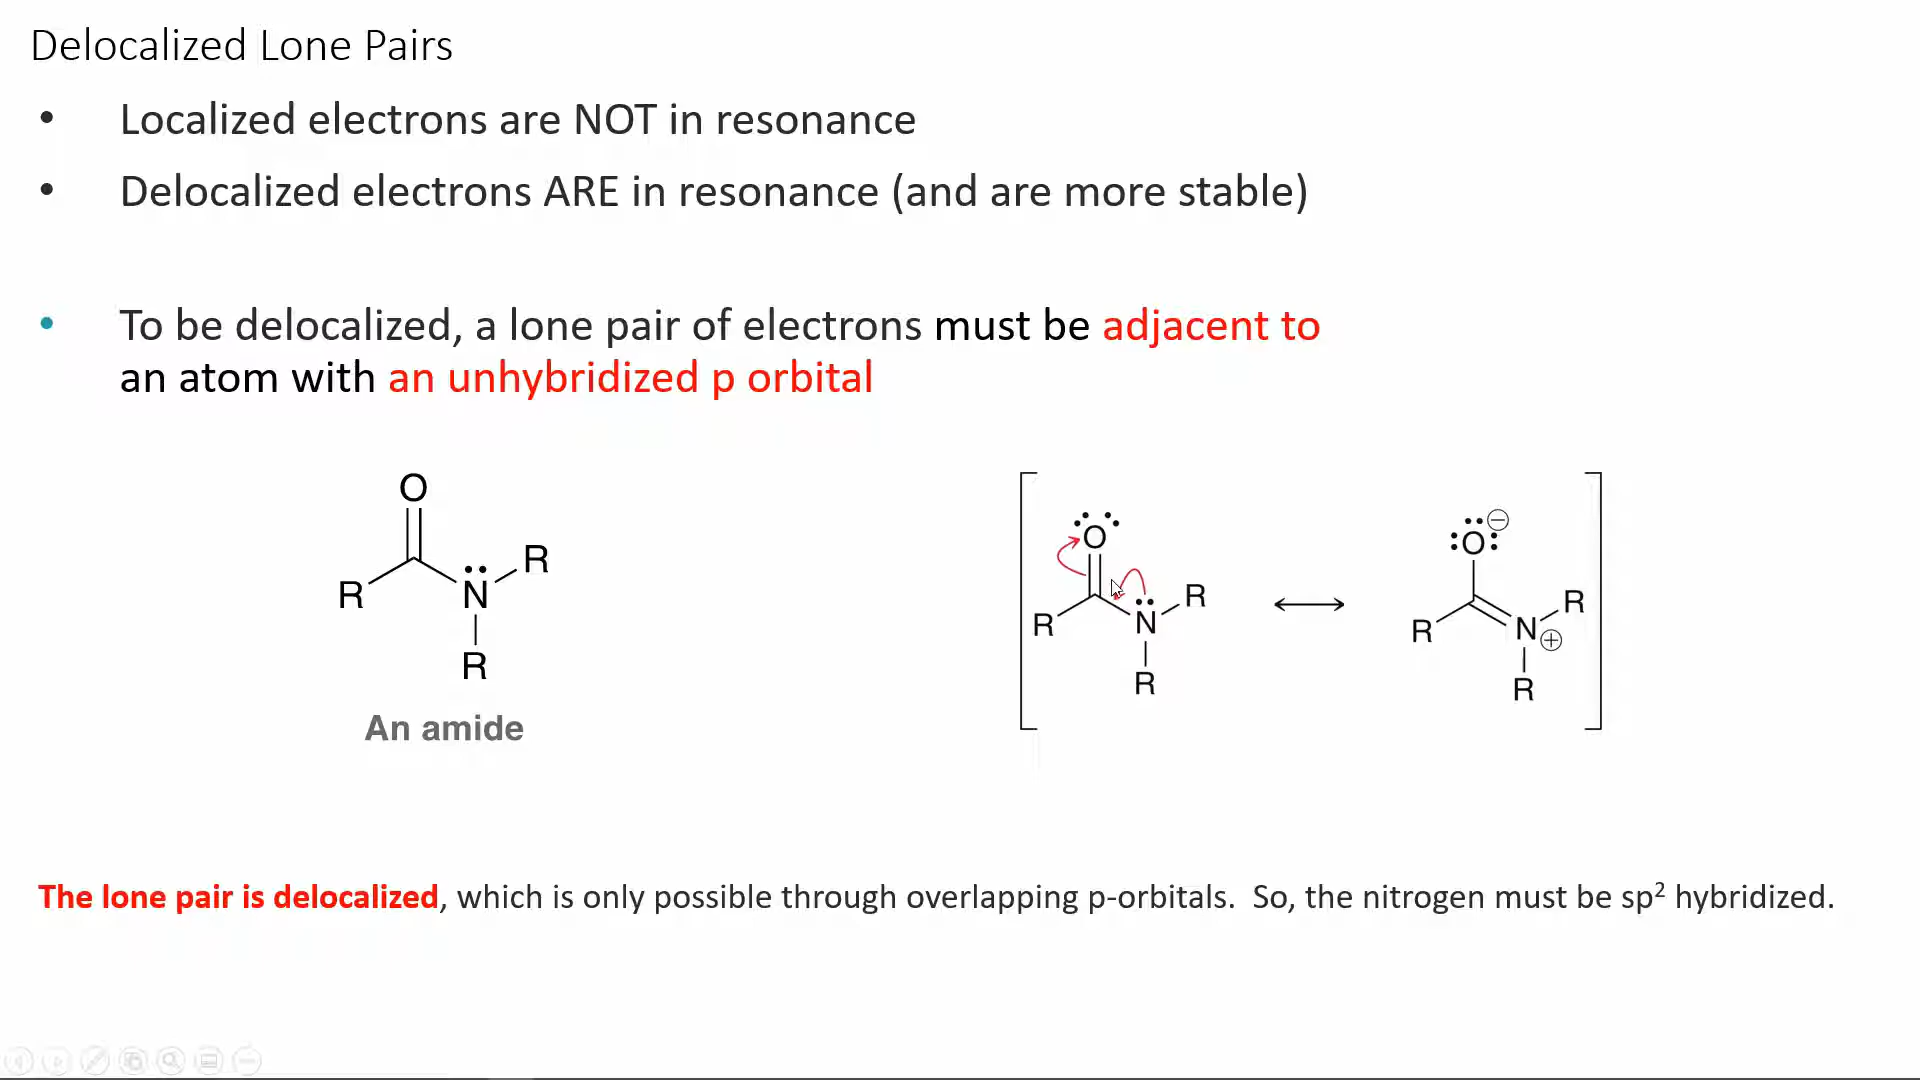 Delocalized Lone Pairs
• Localized electrons are NOT in resonance
• Delocalized electrons ARE in resonance (and are more stable)
• To be delocalized, a lone pair of electrons must be adjacent to
an atom with an unhybridized p orbital
O
R
N
R
R
An amide
O
R
N
R
R
O ⊖
R
N ⊕
R
R
The lone pair is delocalized, which is only possible through overlapping p-orbitals. So, the nitrogen must be sp² hybridized.